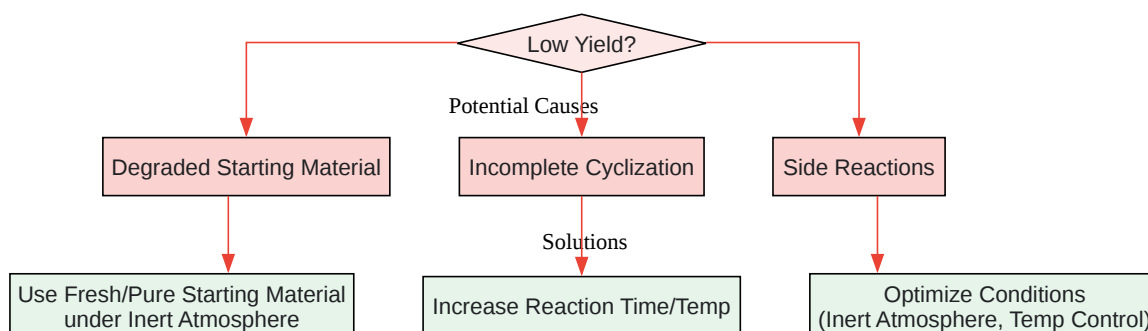 Low Yield?
Potential Causes
Degraded Starting Material
Incomplete Cyclization
Side Reactions
Solutions
Use Fresh/Pure Starting Material
under Inert Atmosphere
Increase Reaction Time/Temp
Optimize Conditions
(Inert Atmosphere, Temp Control)